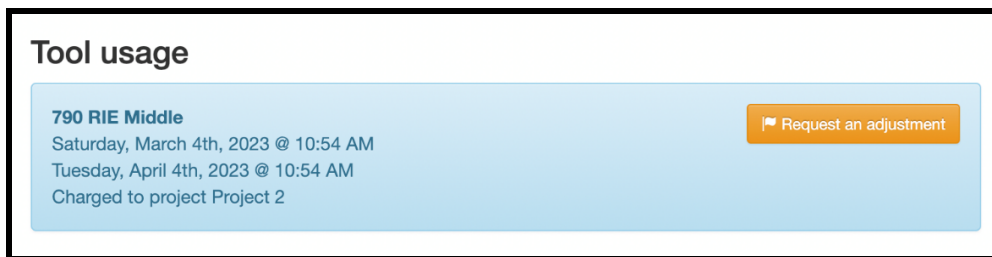 Tool usage
790 RIE Middle
Request an adjustment
Saturday, March 4th, 2023 @ 10:54 AM
Tuesday, April 4th, 2023 @ 10:54 AM
Charged to project Project 2